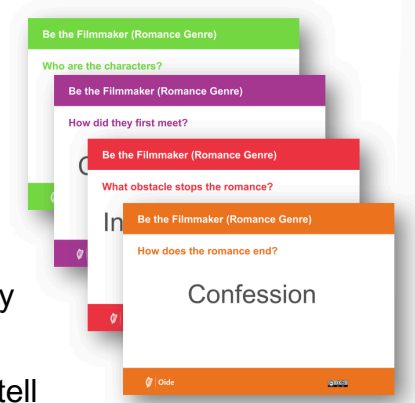 Be the Filmmaker (Romance Genre)
Who are the characters?
Be the Filmmaker (Romance Genre)
How did they first meet?
Be the Filmmaker (Romance Genre)
What obstacle stops the romance?
In
Be the Filmmaker (Romance Genre)
How does the romance end?
Confession
y
tell
Oide